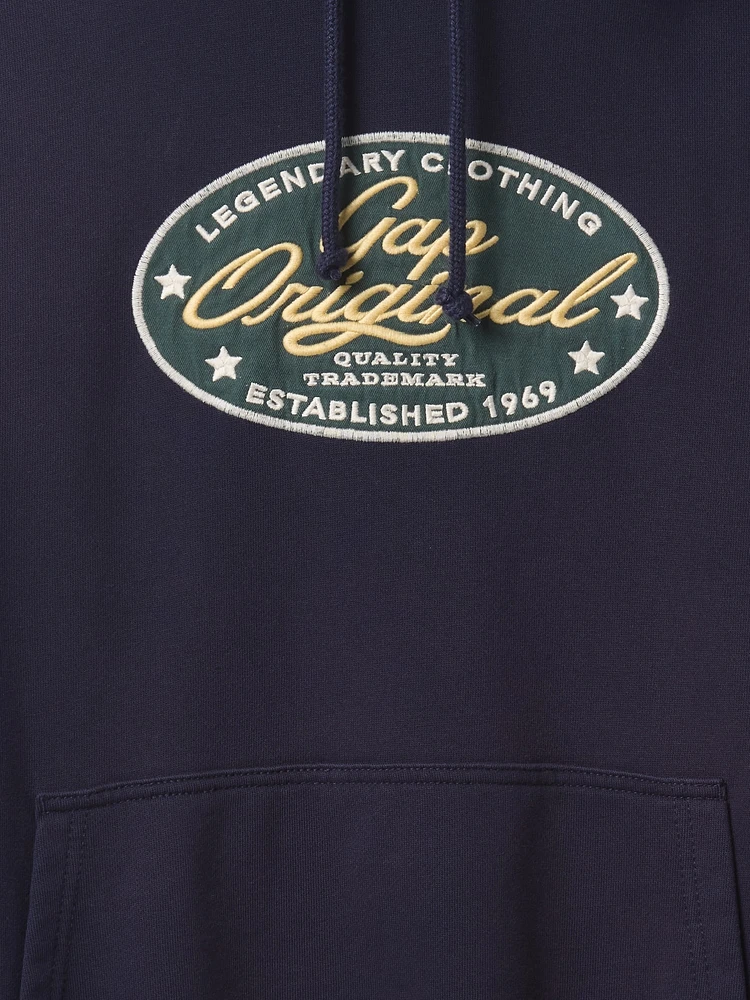 LEGENDARY CLOTHING
Gap
Original
QUALITY
TRADEMARK
ESTABLISHED 1969